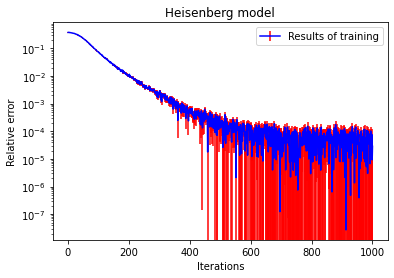 Heisenberg model
Results of training
Relative error
10⁻¹
10⁻²
10⁻³
10⁻⁴
10⁻⁵
10⁻⁶
10⁻⁷
0 200 400 600 800 1000
Iterations